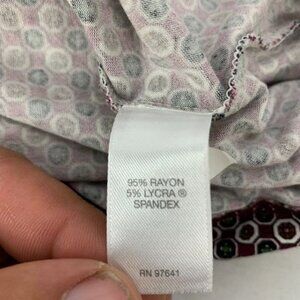 95% RAYON
5% LYCRA ®
SPANDEX
RN 97641